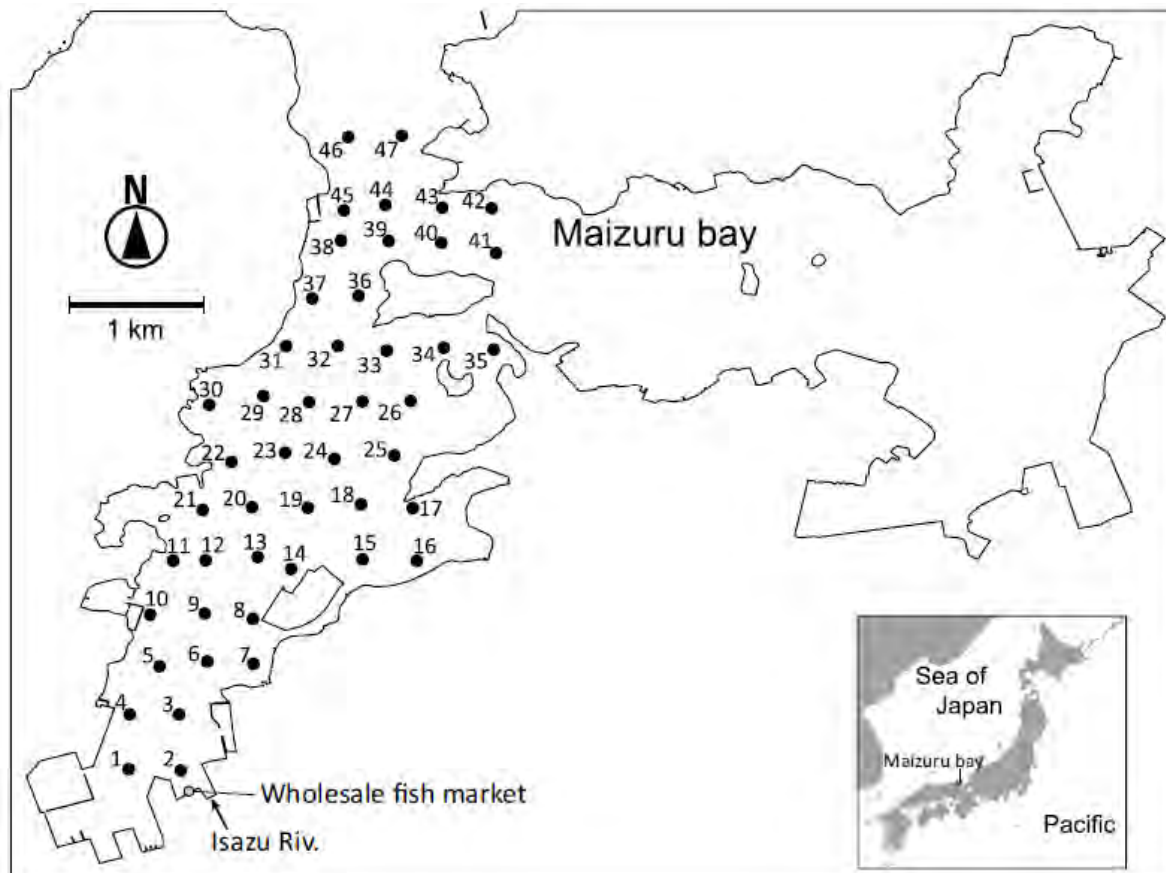 46 47
N
45 44 43 42
38 39 40 41
Maizuru bay
37 36
1 km
31 32 33 34 35
30 29 28 27 26
22 23 24 25
21 20 19 18 17
11 12 13 14 15 16
10 9 8
5 6 7
4 3
1 2
Wholesale fish market
Isazu Riv.
Sea of
Japan
Maizuru bay
Pacific